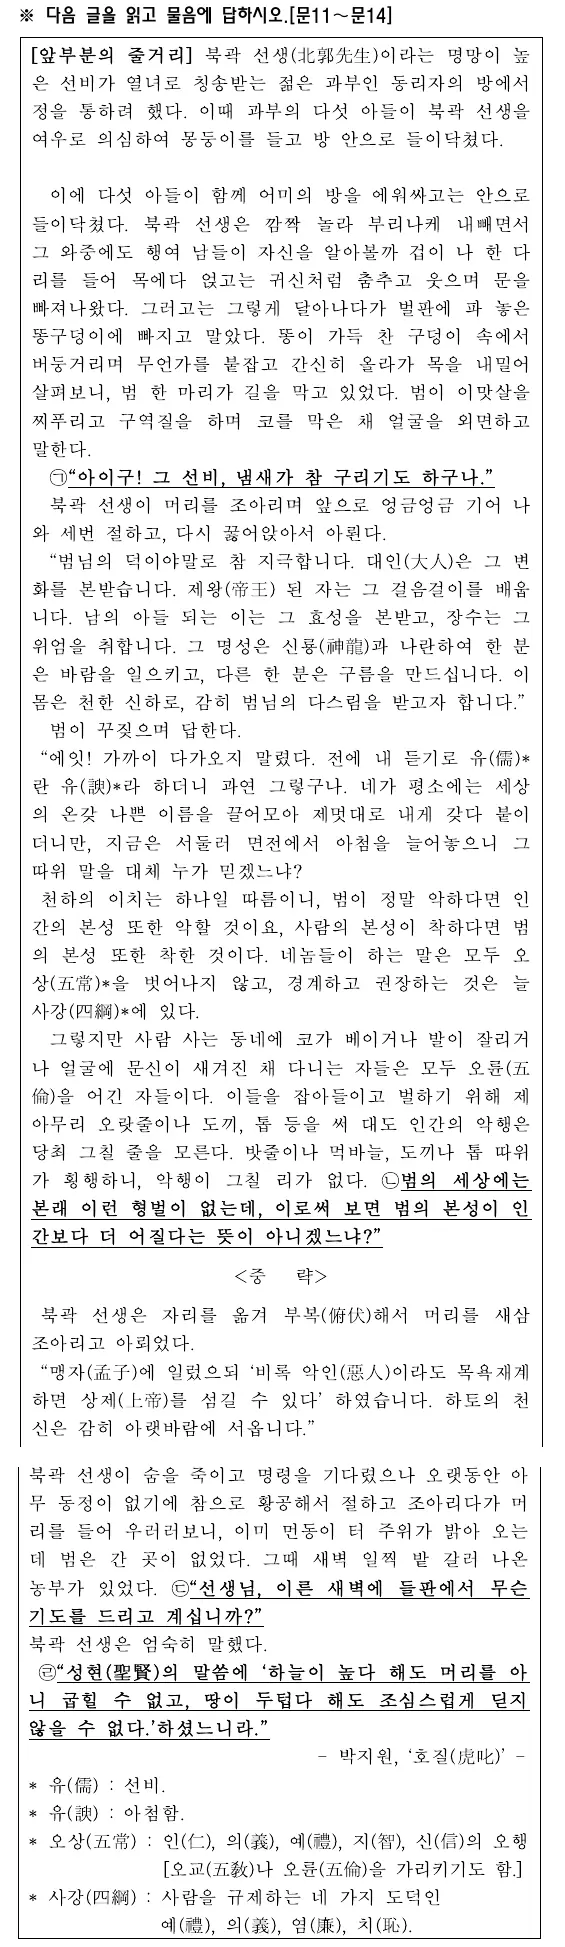 ※ 다음 글을 읽고 물음에 답하시오.[문11～문14]
[앞부분의 줄거리] 북곽 선생(北郭先生)이라는 명망이 높
은 선비가 열녀로 칭송받는 젊은 과부인 동리자의 방에서
정을 통하려 했다. 이때 과부의 다섯 아들이 북곽 선생을
여우로 의심하여 몽둥이를 들고 방 안으로 들이닥쳤다.
이에 다섯 아들이 함께 어미의 방을 에워싸고는 안으로
들이닥쳤다. 북곽 선생은 깜짝 놀라 부리나케 내빼면서
그 와중에도 행여 남들이 자신을 알아볼까 겁이 나 한 다
리를 들어 목에다 얹고는 귀신처럼 춤추고 웃으며 문을
빠져나왔다. 그러고는 그렇게 달아나다가 벌판에 파 놓은
똥구덩이에 빠지고 말았다. 똥이 가득 찬 구덩이 속에서
버둥거리며 무언가를 붙잡고 간신히 올라가 목을 내밀어
살펴보니, 범 한 마리가 길을 막고 있었다. 범이 이맛살을
찌푸리고 구역질을 하며 코를 막은 채 얼굴을 외면하고
말한다.
㉠“아이구! 그 선비, 냄새가 참 구리기도 하구나.”
북곽 선생이 머리를 조아리며 앞으로 엉금엉금 기어 나
와 세번 절하고, 다시 꿇어앉아서 아뢴다.
“범님의 덕이야말로 참 지극합니다. 대인(大人)은 그 변
화를 본받습니다. 제왕(帝王) 된 자는 그 걸음걸이를 배웁
니다. 남의 아들 되는 이는 그 효성을 본받고, 장수는 그
위엄을 취합니다. 그 명성은 신룡(神龍)과 나란하여 한 분
은 바람을 일으키고, 다른 한 분은 구름을 만드십니다. 이
몸은 천한 신하로, 감히 범님의 다스림을 받고자 합니다.”
범이 꾸짖으며 답한다.
“에잇! 가까이 다가오지 말렸다. 전에 내 듣기로 유(儒)*
란 유(諛)*라 하더니 과연 그렇구나. 네가 평소에는 세상
의 온갖 나쁜 이름을 끌어모아 제멋대로 내게 갖다 붙이
더니만, 지금은 서둘러 면전에서 아첨을 늘어놓으니 그
따위 말을 대체 누가 믿겠느냐?
천하의 이치는 하나일 따름이니, 범이 정말 악하다면 인
간의 본성 또한 악할 것이요, 사람의 본성이 착하다면 범
의 본성 또한 착한 것이다. 네놈들이 하는 말은 모두 오
상(五常)*을 벗어나지 않고, 경계하고 권장하는 것은 늘
사강(四綱)*에 있다.
그렇지만 사람 사는 동네에 코가 베이거나 발이 잘리거
나 얼굴에 문신이 새겨진 채 다니는 자들은 모두 오륜(五
倫)을 어긴 자들이다. 이들을 잡아들이고 벌하기 위해 제
아무리 오랏줄이나 도끼, 톱 등을 써 대도 인간의 악행은
당최 그칠 줄을 모른다. 밧줄이나 먹바늘, 도끼나 톱 따위
가 횡행하니, 악행이 그칠 리가 없다. ㉡범의 세상에는
본래 이런 형벌이 없는데, 이로써 보면 범의 본성이 인
간보다 더 어질다는 뜻이 아니겠느냐?”
<중 략>
북곽 선생은 자리를 옮겨 부복(俯伏)해서 머리를 새삼
조아리고 아뢰었다.
“맹자(孟子)에 일렀으되 ‘비록 악인(惡人)이라도 목욕재계
하면 상제(上帝)를 섬길 수 있다’ 하였습니다. 하토의 천
신은 감히 아랫바람에 서옵니다.”
북곽 선생이 숨을 죽이고 명령을 기다렸으나 오랫동안 아
무 동정이 없기에 참으로 황공해서 절하고 조아리다가 머
리를 들어 우러러보니, 이미 먼동이 터 주위가 밝아 오는
데 범은 간 곳이 없었다. 그때 새벽 일찍 밭 갈러 나온
농부가 있었다. ㉢“선생님, 이른 새벽에 들판에서 무슨
기도를 드리고 계십니까?”
북곽 선생은 엄숙히 말했다.
㉣“성현(聖賢)의 말씀에 ‘하늘이 높다 해도 머리를 아
니 굽힐 수 없고, 땅이 두텁다 해도 조심스럽게 딛지
않을 수 없다.’하셨느니라.”
- 박지원, ‘호질(虎叱)’ -
* 유(儒) : 선비.
* 유(諛) : 아첨함.
* 오상(五常) : 인(仁), 의(義), 예(禮), 지(智), 신(信)의 오행
[오교(五敎)나 오륜(五倫)을 가리키기도 함.]
* 사강(四綱) : 사람을 규제하는 네 가지 도덕인
예(禮), 의(義), 염(廉), 치(恥).